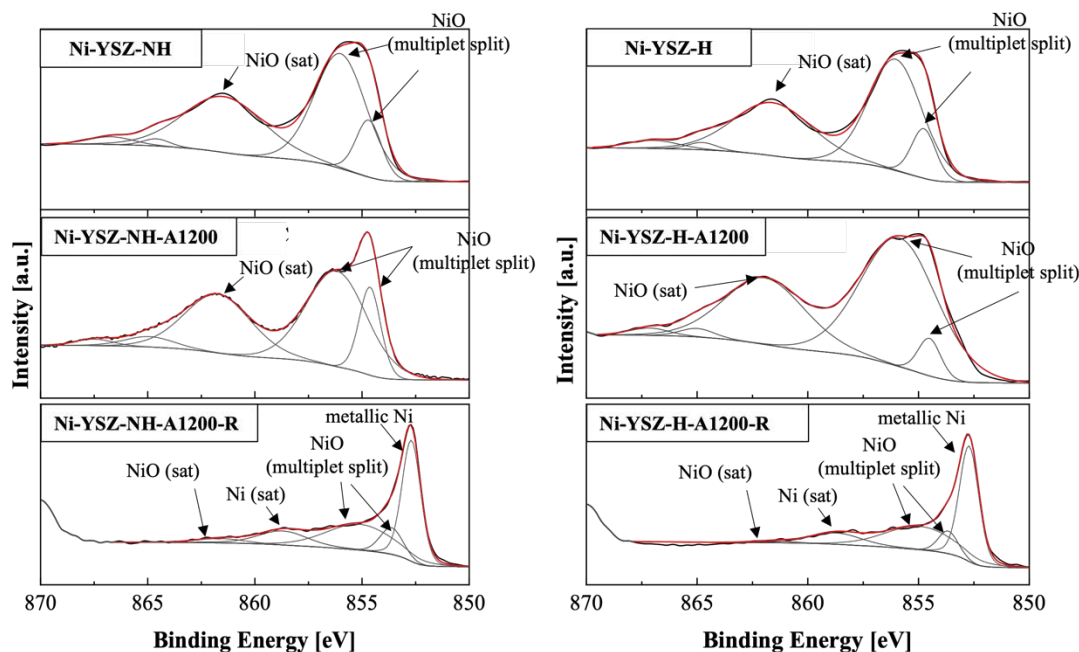 Ni-YSZ-NH
NiO (sat)
NiO
(multiplet split)
Ni-YSZ-NH-A1200
NiO (sat)
NiO
(multiplet split)
Ni-YSZ-NH-A1200-R
metallic Ni
NiO
(multiplet split)
NiO (sat)
Ni (sat)
Intensity [a.u.]
870
865
860
855
850
Binding Energy [eV]
Ni-YSZ-H
NiO (sat)
NiO
(multiplet split)
Ni-YSZ-H-A1200
NiO
(multiplet split)
NiO (sat)
Ni-YSZ-H-A1200-R
metallic Ni
NiO
(multiplet split)
NiO (sat)
Ni (sat)
Intensity [a.u.]
870
865
860
855
850
Binding Energy [eV]